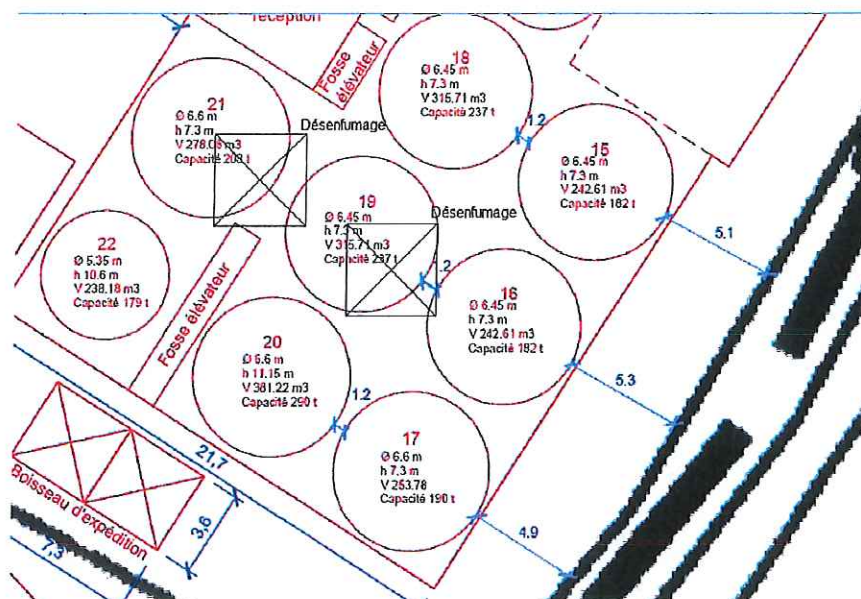 réception
Fosse
élévateur
18
Ø 6.45 m
h 7.3 m
V 315.71 m3
Capacité 237 t
21
Ø 6.6 m
h 7.3 m
V 278.08 m3
Capacité 208 t
Désenfumage
1.2
15
Ø 6.45 m
h 7.3 m
V 242.61 m3
Capacité 182 t
19
Ø 6.45 m
h 7.3 m
V 315.71 m3
Capacité 237 t
Désenfumage
5.1
22
Ø 5.35 m
h 10.6 m
V 238.18 m3
Capacité 179 t
Fosse élévateur
.2
16
Ø 6.45 m
h 7.3 m
V 242.61 m3
Capacité 182 t
20
Ø 6.6 m
h 11.15 m
V 381.22 m3
Capacité 290 t
5.3
1.2
17
Ø 6.6 m
h 7.3 m
V 253.78
Capacité 190 t
21,7
Boisseau d'expédition
3,6
7,3
4.9